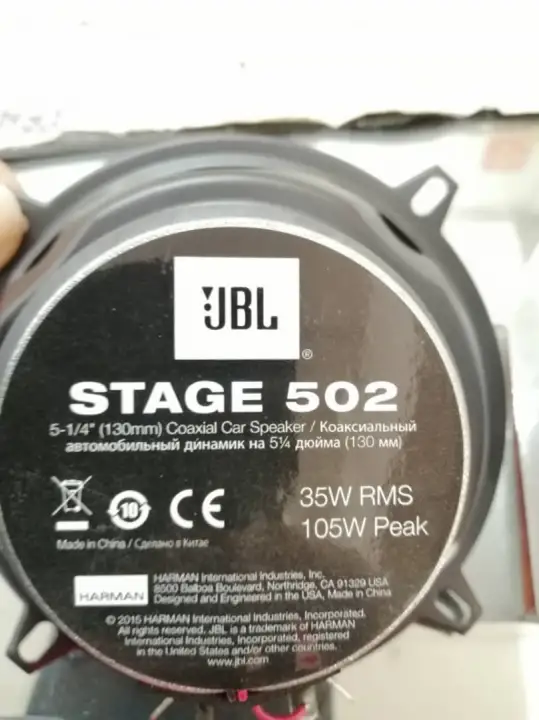 JBL
®
STAGE 502
5-1/4" (130mm) Coaxial Car Speaker / Коаксиальный
автомобильный динамик на 5¼ дюйма (130 мм)
35W RMS
10
105W Peak
Made in China / Сделано в Китае
HARMAN
HARMAN International Industries, Inc.
8500 Balboa Boulevard, Northridge, CA 91329 USA
Designed and Engineered in the USA, Made in China
© 2015 HARMAN International Industries, Incorporated.
All rights reserved. JBL is a trademark of HARMAN
International Industries, Incorporated, registered
in the United States and/or other countries.
www.jbl.com